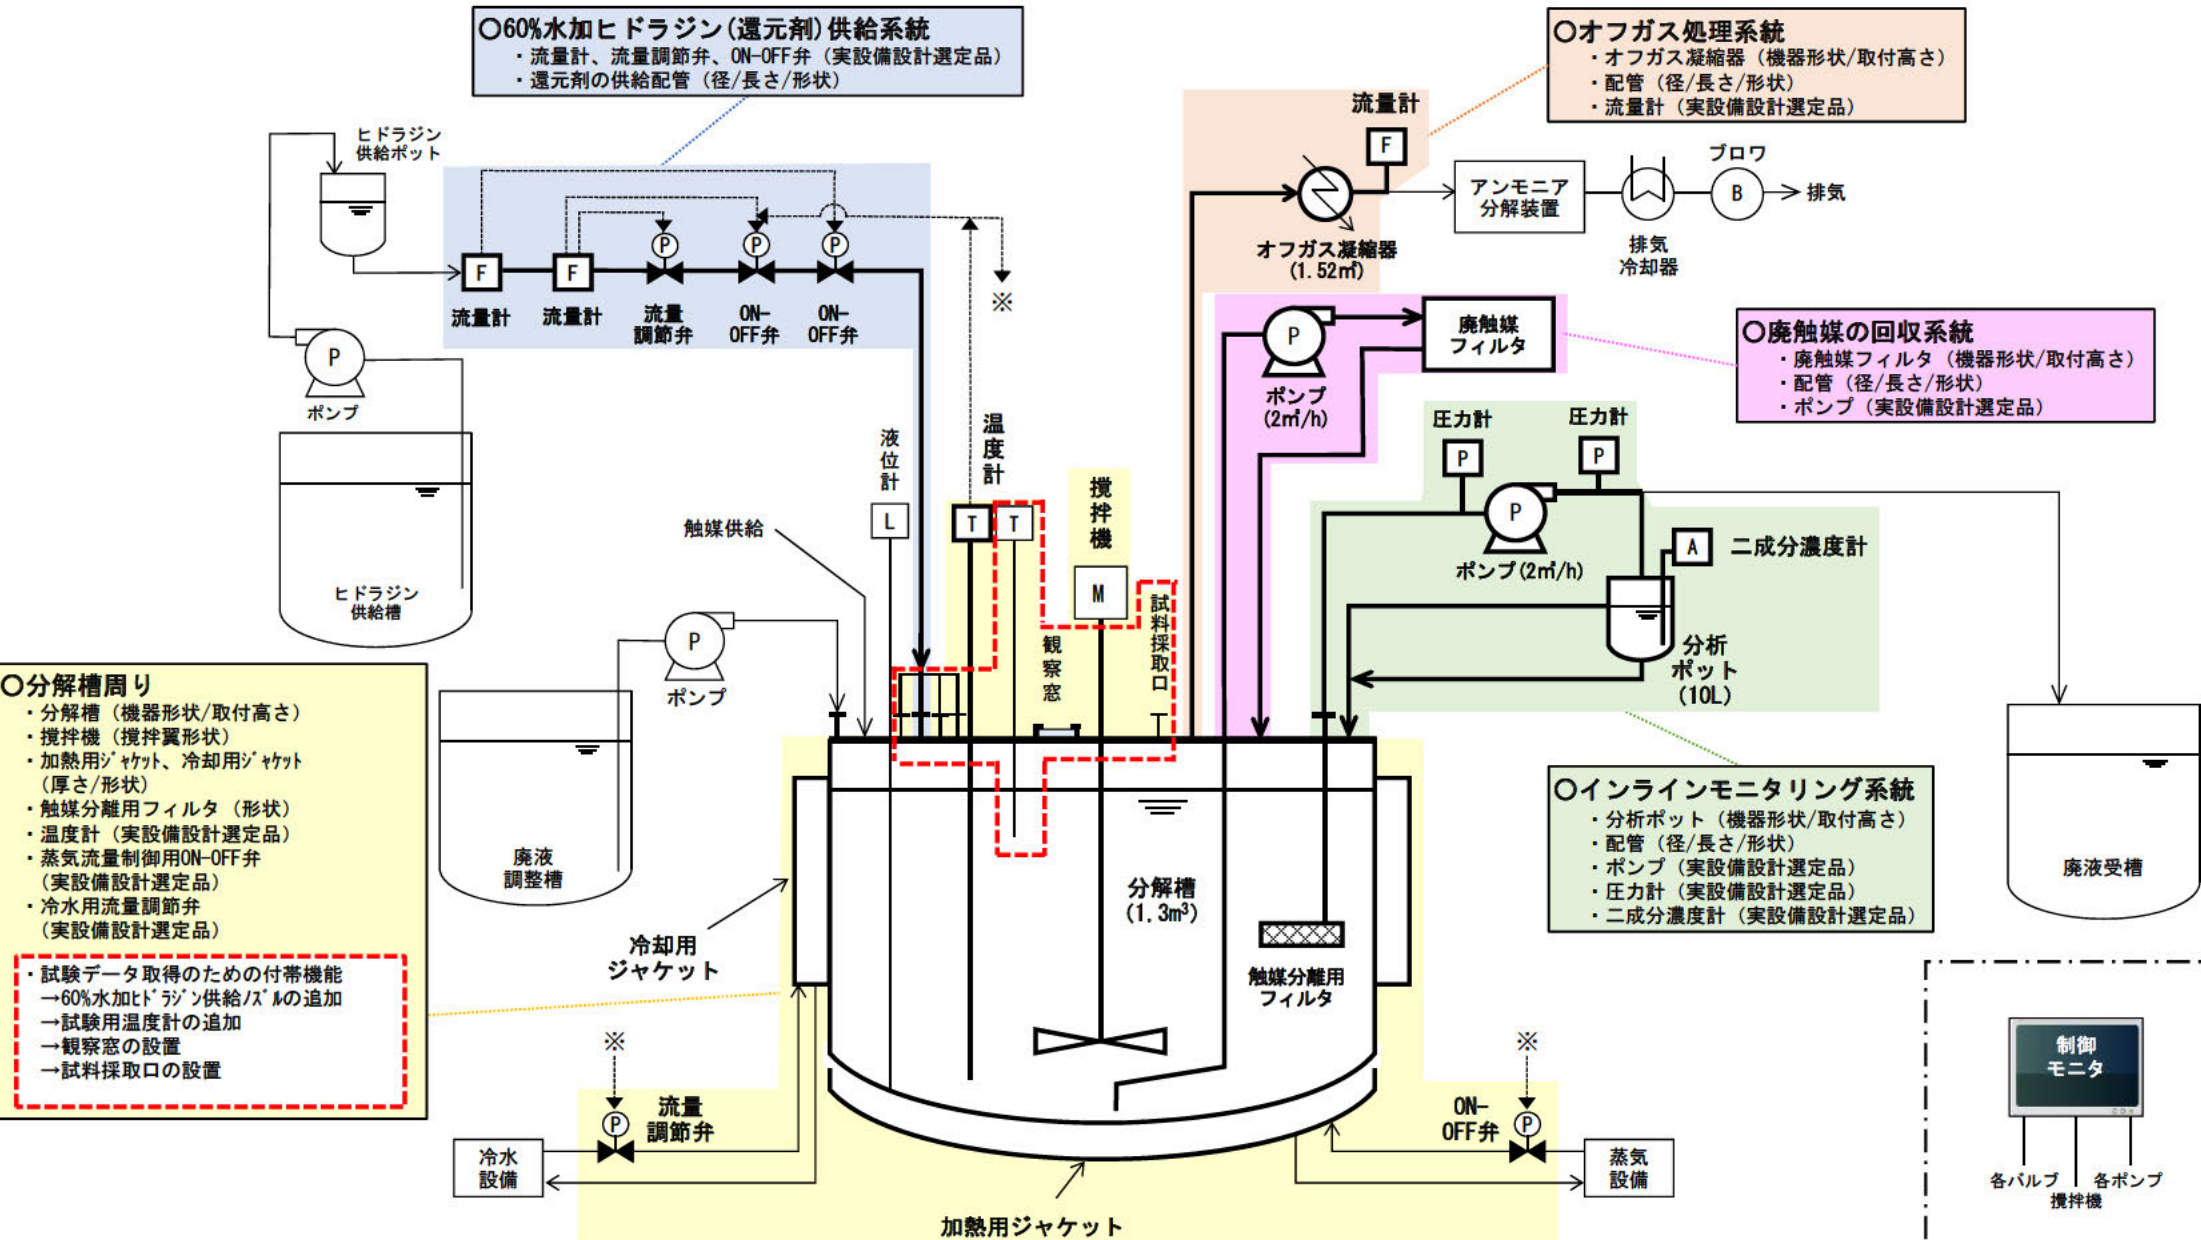 〇60%水加ヒドラジン(還元剤)供給系統
・流量計、流量調節弁、ON-OFF弁（実設備設計選定品）
・還元剤の供給配管（径/長さ/形状）
〇オフガス処理系統
・オフガス凝縮器（機器形状/取付高さ）
・配管（径/長さ/形状）
・流量計（実設備設計選定品）
ヒドラジン
供給ポット
流量計
F
アンモニア
分解装置
ブロワ
B
排気
排気
冷却器
オフガス凝縮器
(1.52㎡)
P
P
P
F
F
流量計
流量計
流量
調節弁
ON-
OFF弁
ON-
OFF弁
※
P
ポンプ
P
ポンプ
(2㎥/h)
廃触媒
フィルタ
〇廃触媒の回収系統
・廃触媒フィルタ（機器形状/取付高さ）
・配管（径/長さ/形状）
・ポンプ（実設備設計選定品）
圧力計
P
圧力計
P
P
ポンプ(2㎥/h)
A
二成分濃度計
分析
ポット
(10L)
液位計
L
温度計
T
T
攪拌機
M
触媒供給
観察窓
試料採取口
ヒドラジン
供給槽
P
ポンプ
〇分解槽周り
・分解槽（機器形状/取付高さ）
・攪拌機（攪拌翼形状）
・加熱用ｼﾞｬｹｯﾄ、冷却用ｼﾞｬｹｯﾄ
（厚さ/形状）
・触媒分離用フィルタ（形状）
・温度計（実設備設計選定品）
・蒸気流量制御用ON-OFF弁
（実設備設計選定品）
・冷水用流量調節弁
（実設備設計選定品）
・試験データ取得のための付帯機能
→60%水加ﾋﾄﾞﾗｼﾞﾝ供給ﾉｽﾞﾙの追加
→試験用温度計の追加
→観察窓の設置
→試料採取口の設置
廃液
調整槽
冷却用
ジャケット
分解槽
(1.3m³)
触媒分離用
フィルタ
〇インラインモニタリング系統
・分析ポット（機器形状/取付高さ）
・配管（径/長さ/形状）
・ポンプ（実設備設計選定品）
・圧力計（実設備設計選定品）
・二成分濃度計（実設備設計選定品）
廃液受槽
※
P
流量
調節弁
冷水
設備
加熱用ジャケット
※
ON-
OFF弁
P
蒸気
設備
制御
モニタ
各バルブ
攪拌機
各ポンプ